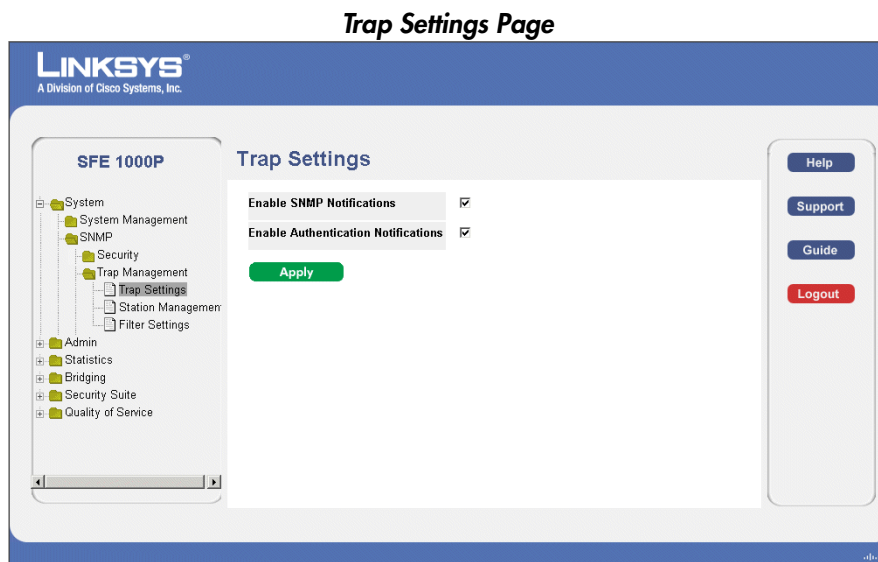 Trap Settings Page
LINKSYS®
A Division of Cisco Systems, Inc.
SFE 1000P
System
System Management
SNMP
Security
Trap Management
Trap Settings
Station Managemen
Filter Settings
Admin
Statistics
Bridging
Security Suite
Quality of Service
Trap Settings
Enable SNMP Notifications
Enable Authentication Notifications
Apply
Help
Support
Guide
Logout